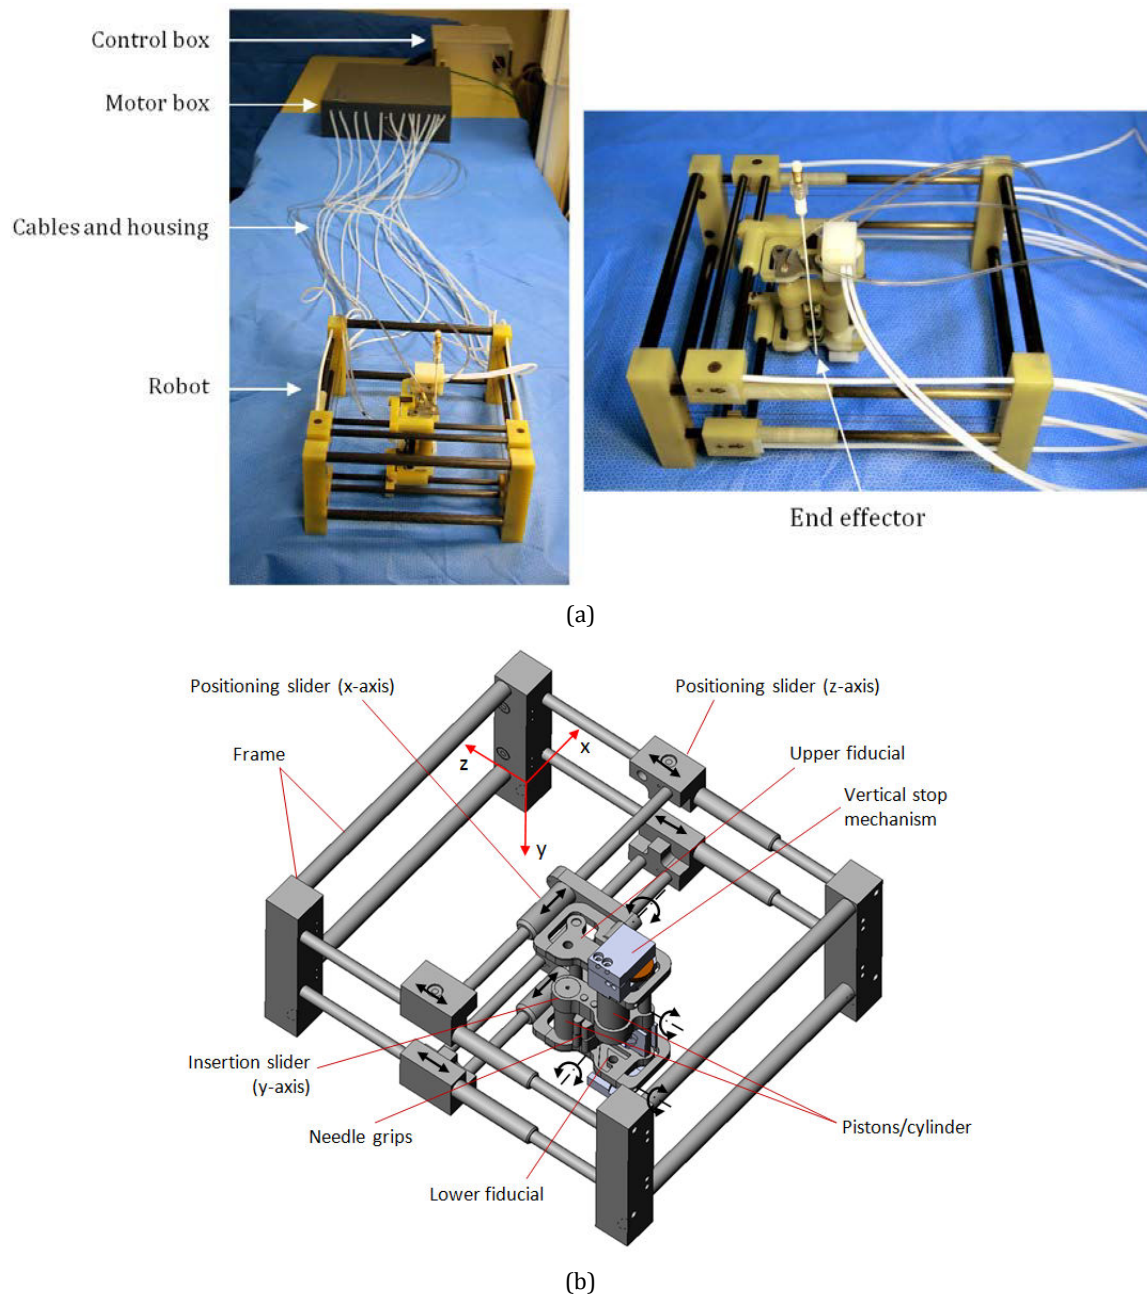 Control box
Motor box
Cables and housing
Robot
End effector
(a)
Positioning slider (x-axis)
Positioning slider (z-axis)
Frame
Upper fiducial
Vertical stop
mechanism
x
z
y
Insertion slider
(y-axis)
Needle grips
Lower fiducial
Pistons/cylinder
(b)